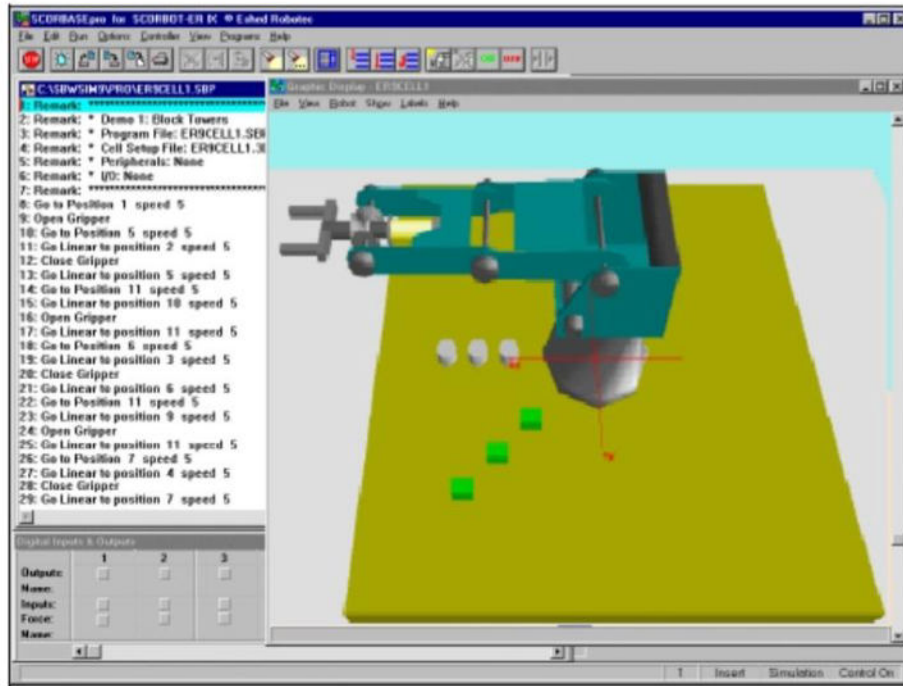 SCORBASEpro for SCORBOT-ER IX © Eshed Robotec
File Edit Run Options Controller View Programs Help
C:\SBWSIM9\PRO\ER9CELL1.SBP
1: Remark: **********************************
2: Remark: * Demo 1: Block Towers
3: Remark: * Program File: ER9CELL1.SBP
4: Remark: * Cell Setup File: ER9CELL1.3D
5: Remark: * Peripherals: None
6: Remark: * I/O: None
7: Remark: **********************************
8: Go to Position 1 speed 5
9: Open Gripper
10: Go to Position 5 speed 5
11: Go Linear to position 2 speed 5
12: Close Gripper
13: Go Linear to position 5 speed 5
14: Go to Position 11 speed 5
15: Go Linear to position 10 speed 5
16: Open Gripper
17: Go Linear to position 11 speed 5
18: Go to Position 6 speed 5
19: Go Linear to position 3 speed 5
20: Close Gripper
21: Go Linear to position 6 speed 5
22: Go to Position 11 speed 5
23: Go Linear to position 9 speed 5
24: Open Gripper
25: Go Linear to position 11 speed 5
26: Go to Position 7 speed 5
27: Go Linear to position 4 speed 5
28: Close Gripper
29: Go Linear to position 7 speed 5
Graphic Display - ER9CELL1
File View Robot Show Labels Help
Digital Inputs & Outputs
1 2 3
Outputs:
Name:
Inputs:
Force:
Name:
1 Insert Simulation Control On